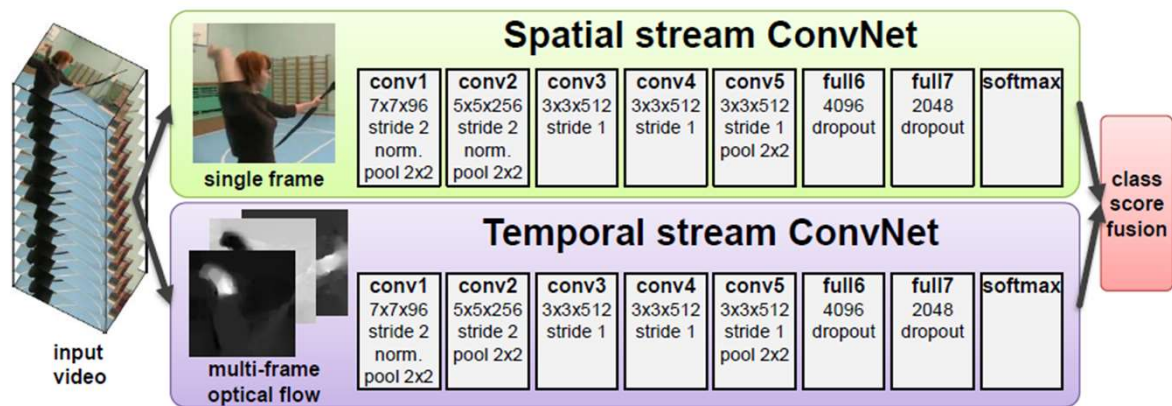 Spatial stream ConvNet
conv1
7x7x96
stride 2
norm.
pool 2x2
conv2
5x5x256
stride 2
norm.
pool 2x2
conv3
3x3x512
stride 1
conv4
3x3x512
stride 1
conv5
3x3x512
stride 1
pool 2x2
full6
4096
dropout
full7
2048
dropout
softmax
single frame
Temporal stream ConvNet
conv1
7x7x96
stride 2
norm.
pool 2x2
conv2
5x5x256
stride 2
pool 2x2
conv3
3x3x512
stride 1
conv4
3x3x512
stride 1
conv5
3x3x512
stride 1
pool 2x2
full6
4096
dropout
full7
2048
dropout
softmax
multi-frame
optical flow
input
video
class
score
fusion